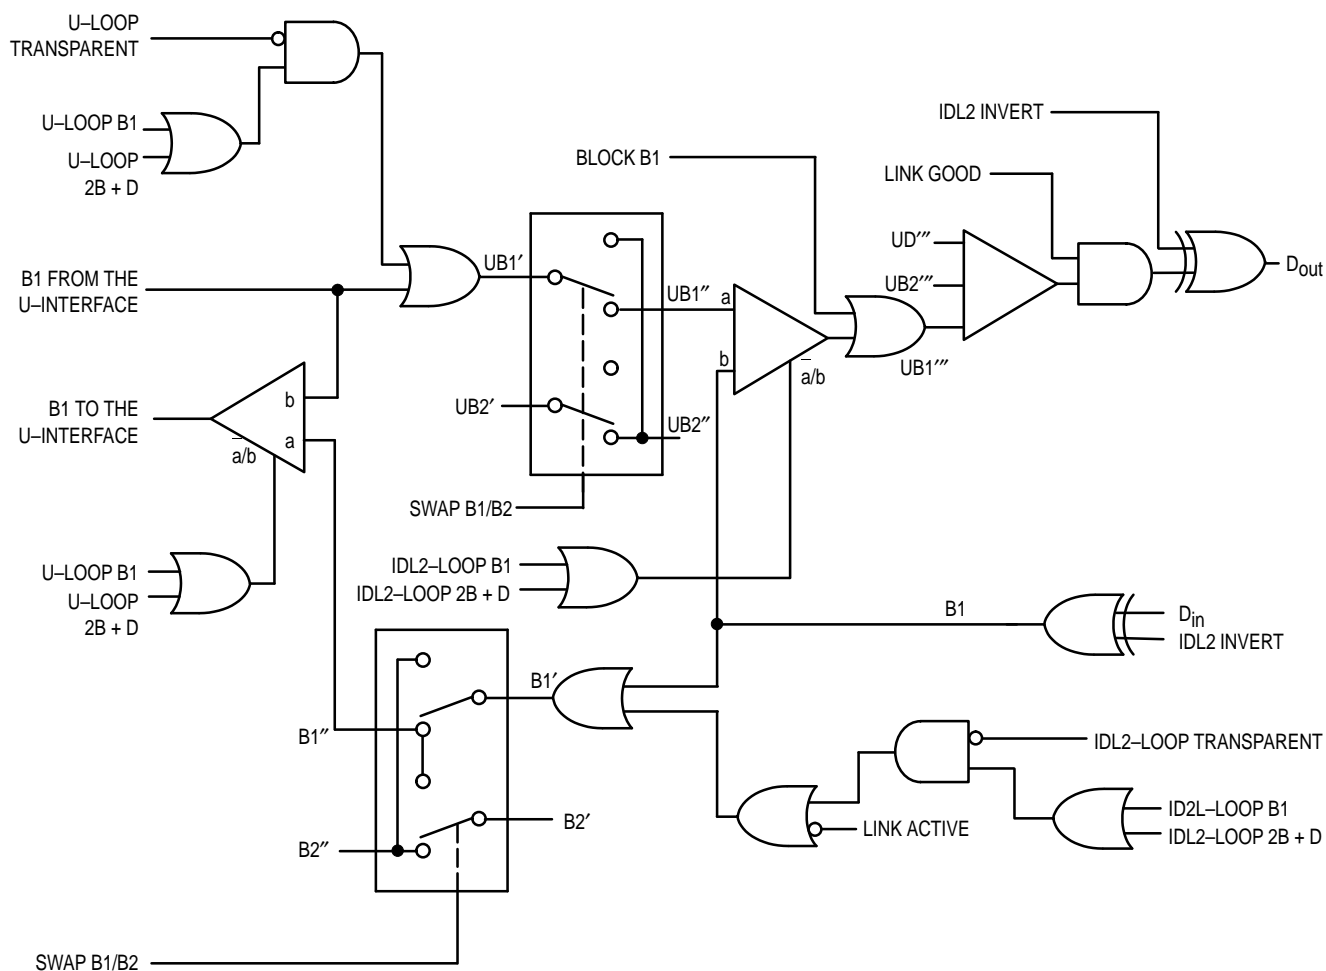 U–LOOP
TRANSPARENT
U–LOOP B1
U–LOOP
2B + D
IDL2 INVERT
BLOCK B1
LINK GOOD
UD′′′
UB2′′′
Dout
B1 FROM THE
U–INTERFACE
UB1′
UB1′′
a
b
a/b
UB1′′′
B1 TO THE
U–INTERFACE
b
a
a/b
UB2′
UB2′′
SWAP B1/B2
U–LOOP B1
U–LOOP
2B + D
IDL2–LOOP B1
IDL2–LOOP 2B + D
B1
Din
IDL2 INVERT
B1′
B1′′
IDL2–LOOP TRANSPARENT
ID2L–LOOP B1
IDL2–LOOP 2B + D
LINK ACTIVE
B2′
B2′′
SWAP B1/B2